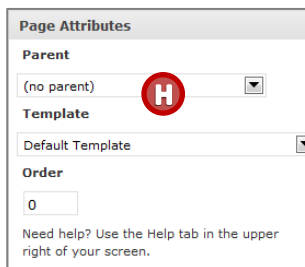 Page Attributes
Parent
(no parent)
H
Template
Default Template
Order
0
Need help? Use the Help tab in the upper
right of your screen.